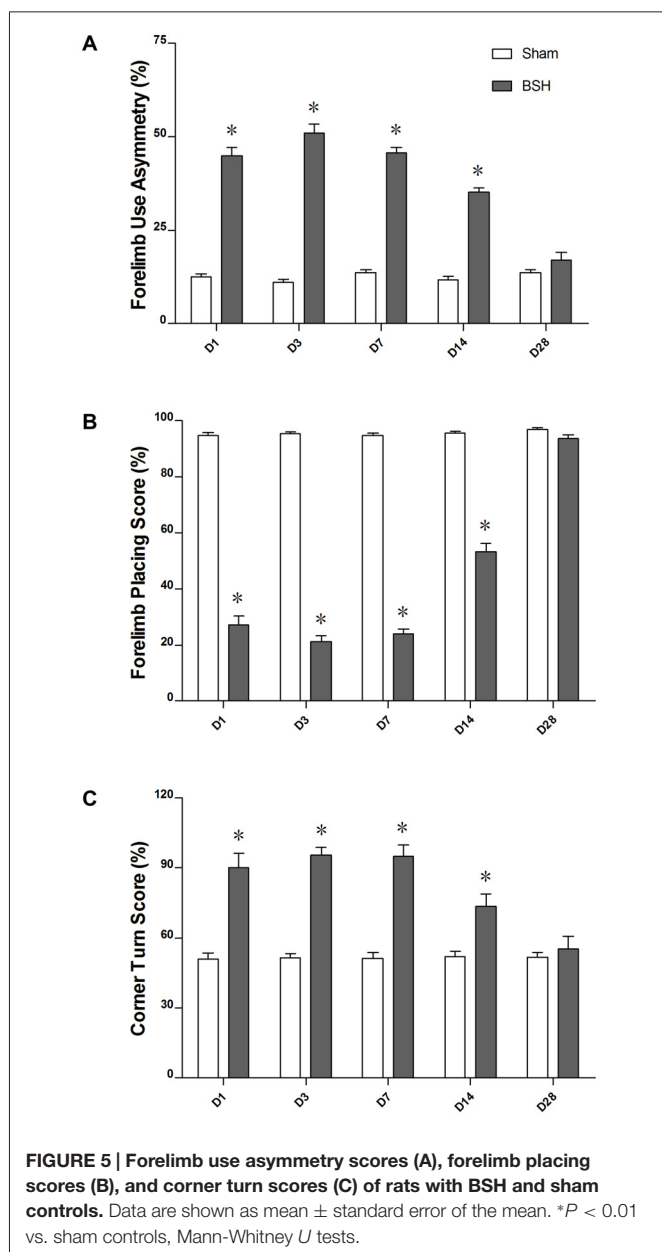 A
Forelimb Use Asymmetry (%)
75
50
25
0
Sham
BSH
* * * *
D1 D3 D7 D14 D28
B
Forelimb Placing Score (%)
100
80
60
40
20
0
* * * *
D1 D3 D7 D14 D28
C
Corner Turn Score (%)
120
90
60
30
0
* * * *
D1 D3 D7 D14 D28
FIGURE 5 | Forelimb use asymmetry scores (A), forelimb placing
scores (B), and corner turn scores (C) of rats with BSH and sham
controls. Data are shown as mean ± standard error of the mean. *P < 0.01
vs. sham controls, Mann-Whitney U tests.